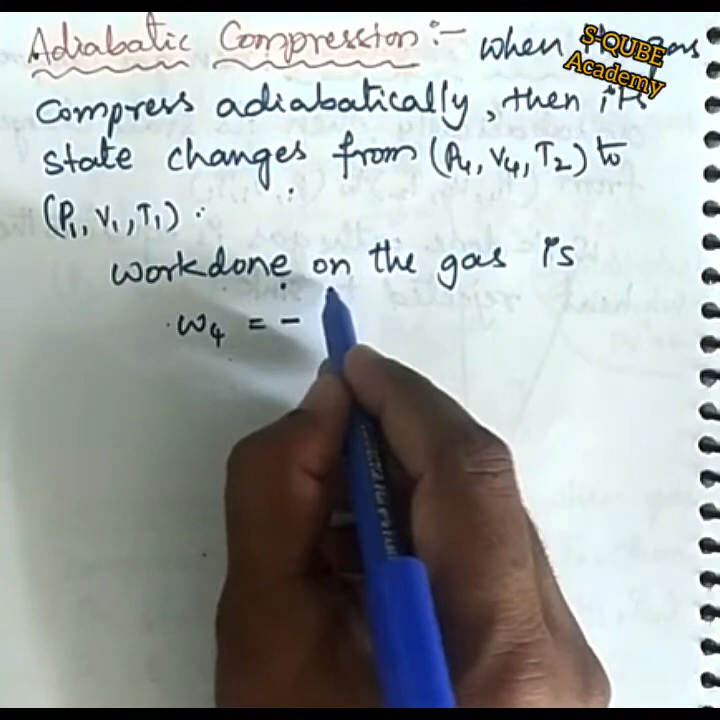 Adiabatic Compression:- when gas
S-QUBE
Academy
compress adiabatically, then its
state changes from (P4, V4, T2) to
(P1, V1, T1).
workdone on the gas is
W4 = -